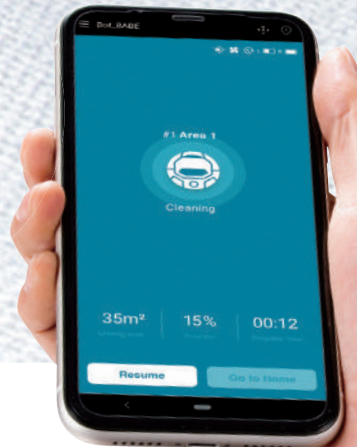 Bot_BABE
#1 Area 1
Cleaning
35m² 15% 00:12
Resume Go to Home